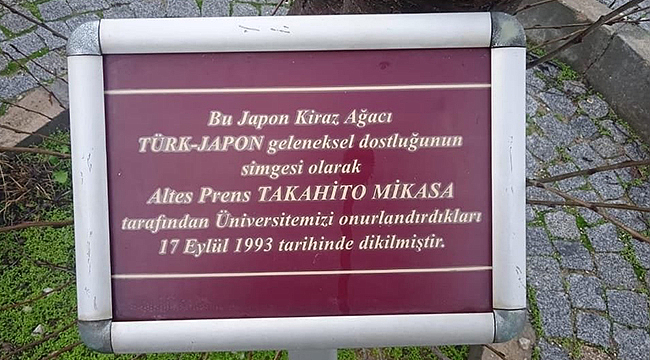 Bu Japon Kiraz Ağacı
TÜRK-JAPON geleneksel dostluğunun
simgesi olarak
Altes Prens TAKAHİTO MİKASA
tarafından Üniversitemizi onurlandırdıkları
17 Eylül 1993 tarihinde dikilmiştir.